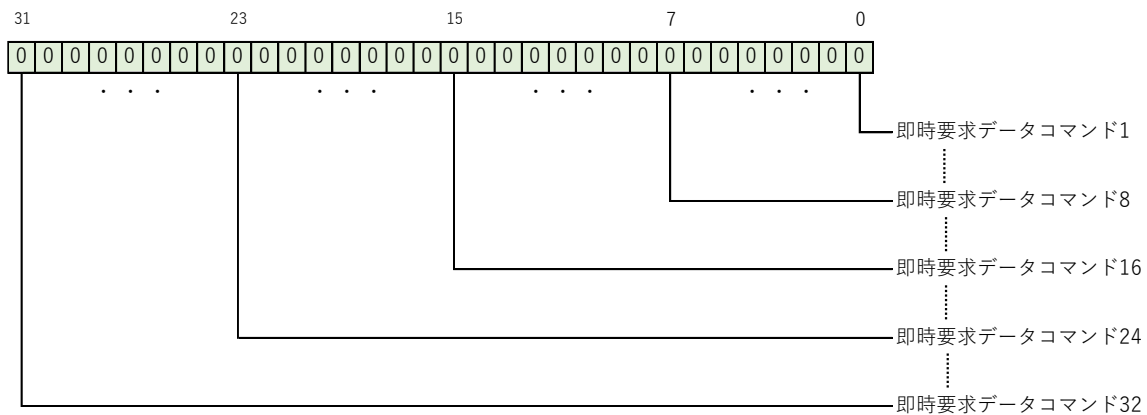 31 23 15 7 0
0 0 0 0 0 0 0 0 0 0 0 0 0 0 0 0 0 0 0 0 0 0 0 0 0 0 0 0 0 0 0 0
・・・ ・・・ ・・・ ・・・
即時要求データコマンド1
即時要求データコマンド8
即時要求データコマンド16
即時要求データコマンド24
即時要求データコマンド32